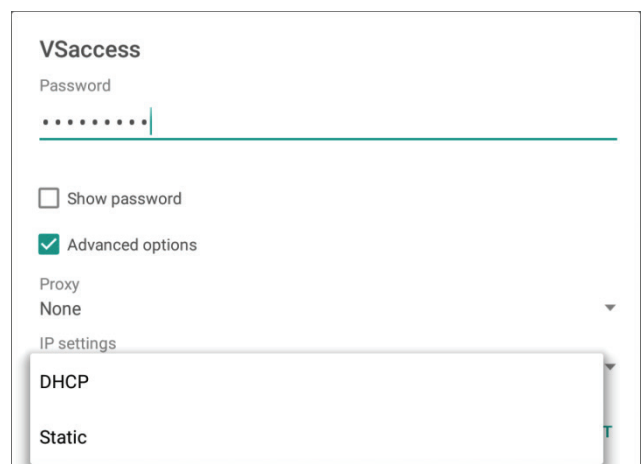 VSaccess
Password
•••••••••
Show password
Advanced options
Proxy
None
IP settings
DHCP
Static
T